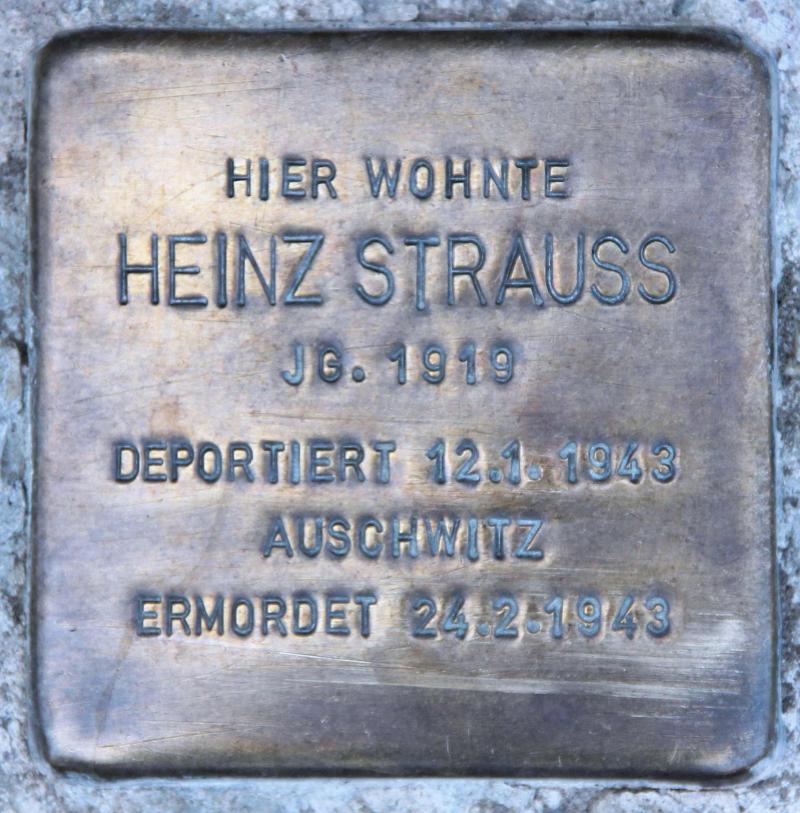 HIER WOHNTE
HEINZ STRAUSS
JG. 1919
DEPORTIERT 12.1.1943
AUSCHWITZ
ERMORDET 24.2.1943